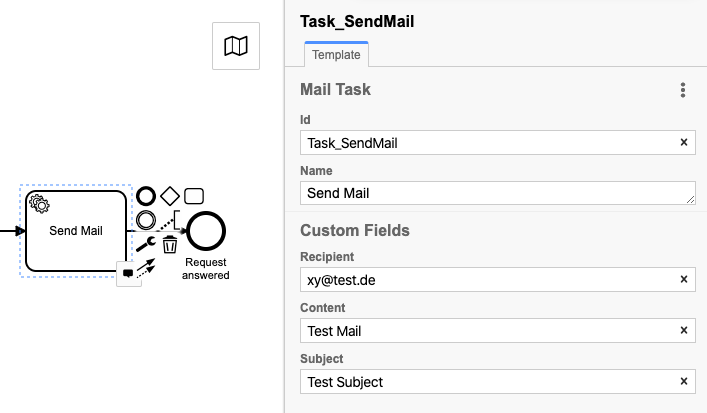 Task_SendMail
Template
Mail Task
Id
Task_SendMail
Name
Send Mail
Custom Fields
Recipient
xy@test.de
Content
Test Mail
Subject
Test Subject
Send Mail
Request
answered